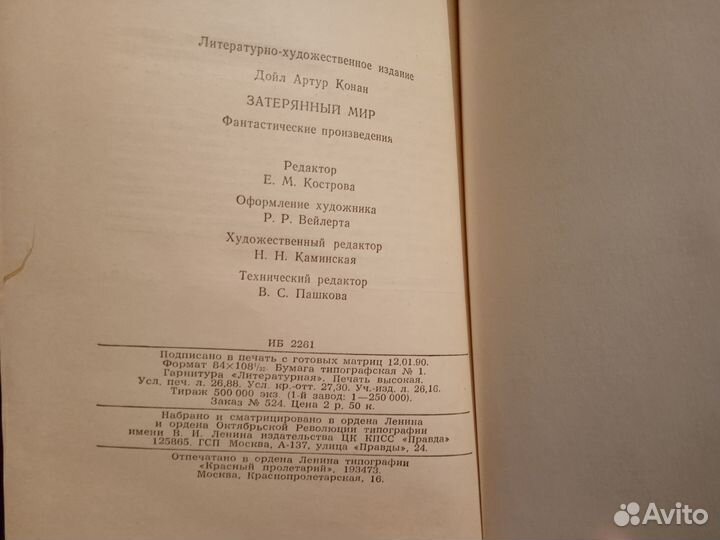 Литературно-художественное издание
Дойл Артур Конан
ЗАТЕРЯННЫЙ МИР
Фантастические произведения
Редактор
Е. М. Кострова
Оформление художника
Р. Р. Вейлерта
Художественный редактор
Н. Н. Каминская
Технический редактор
В. С. Пашкова
ИБ 2261
Подписано в печать с готовых матриц 12.01.90.
Формат 84×108¹/₃₂. Бумага типографская № 1.
Гарнитура «Литературная». Печать высокая.
Усл. печ. л. 26,88. Усл. кр.-отт. 27,30. Уч.-изд. л. 26,16.
Тираж 500 000 экз. (1-й завод: 1—250 000).
Заказ № 524. Цена 2 р. 50 к.
Набрано и сматрицировано в ордена Ленина
и ордена Октябрьской Революции типографии
имени В. И. Ленина издательства ЦК КПСС «Правда»
125865, ГСП Москва, А-137, улица «Правды», 24.
Отпечатано в ордена Ленина типографии
«Красный пролетарий», 193473.
Москва, Краснопролетарская, 16.
Avito